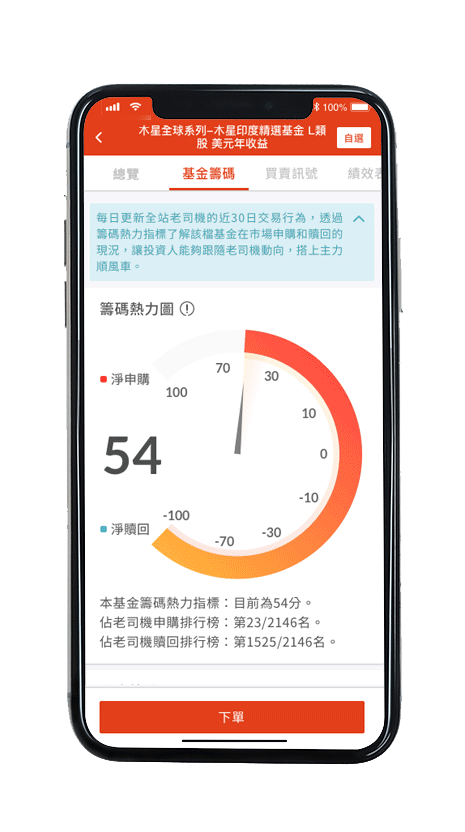 100%
木星全球系列–木星印度精選基金 L類
股 美元年收益
自選
總覽
基金籌碼
買賣訊號
績效表
每日更新全站老司機的近30日交易行為，透過
籌碼熱力指標了解該檔基金在市場申購和贖回的
現況，讓投資人能夠跟隨老司機動向，搭上主力
順風車。
籌碼熱力圖
淨申購
70
30
100
10
54
0
-10
-100
淨贖回
-70
-30
本基金籌碼熱力指標：目前為54分。
佔老司機申購排行榜：第23/2146名。
佔老司機贖回排行榜：第1525/2146名。
下單